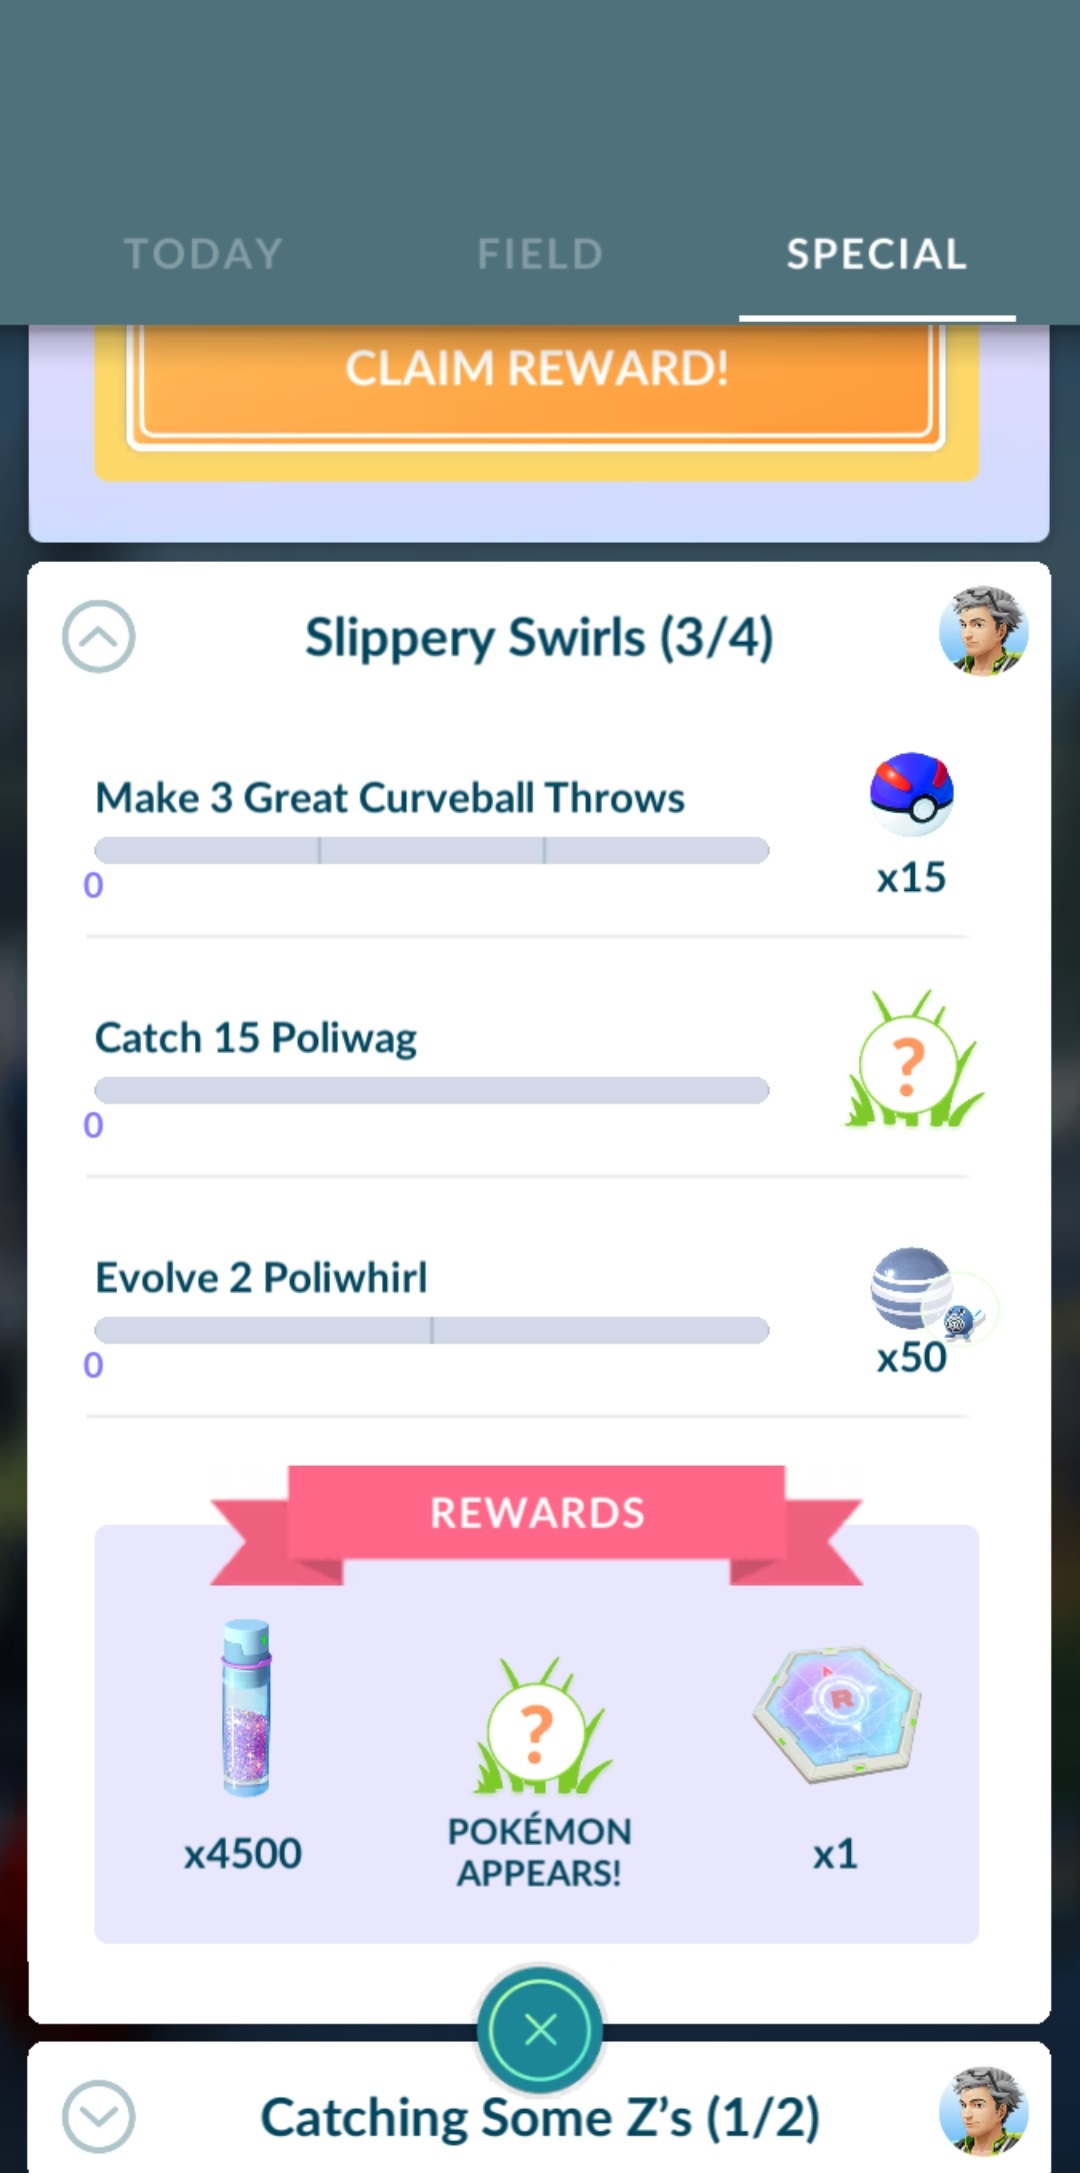 TODAY
FIELD
SPECIAL
CLAIM REWARD!
Slippery Swirls (3/4)
Make 3 Great Curveball Throws
0
x15
Catch 15 Poliwag
0
?
Evolve 2 Poliwhirl
0
x50
REWARDS
?
R
x4500
POKÉMON
APPEARS!
x1
Catching Some Z’s (1/2)